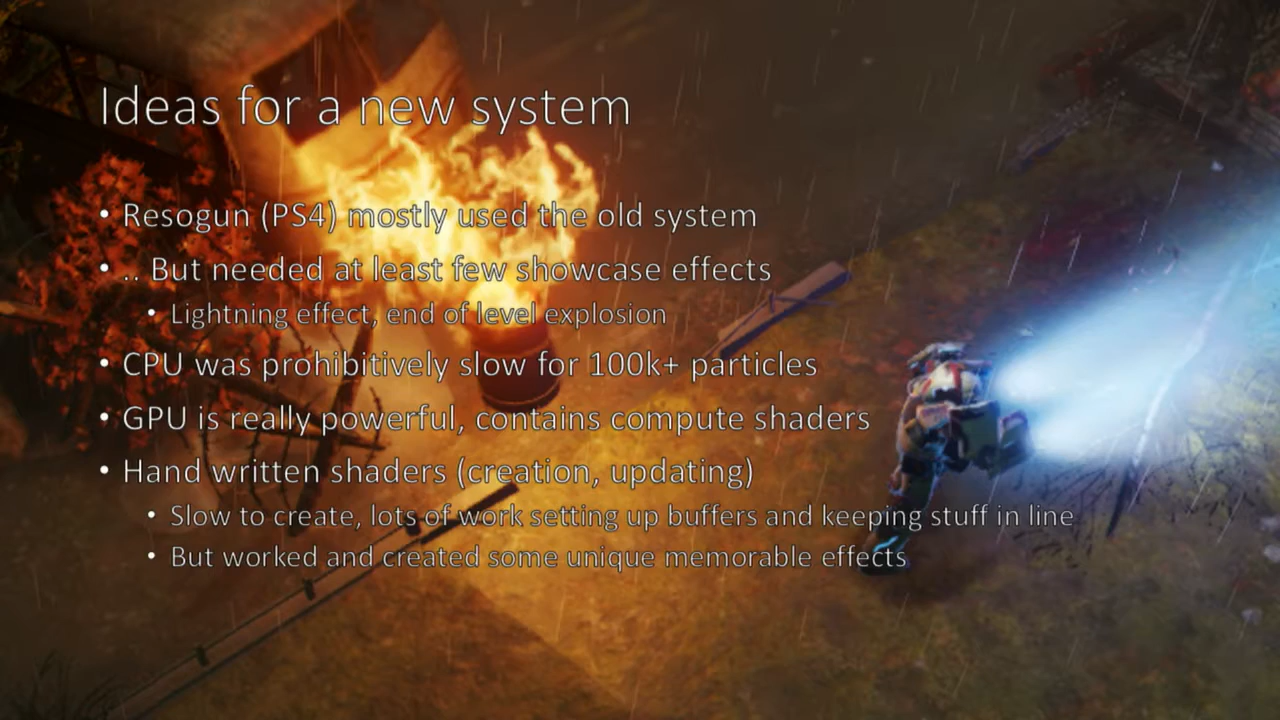 Ideas for a new system
• Resogun (PS4) mostly used the old system
• .. But needed at least few showcase effects
• Lightning effect, end of level explosion
• CPU was prohibitively slow for 100k+ particles
• GPU is really powerful, contains compute shaders
• Hand written shaders (creation, updating)
• Slow to create, lots of work setting up buffers and keeping stuff in line
• But worked and created some unique memorable effects